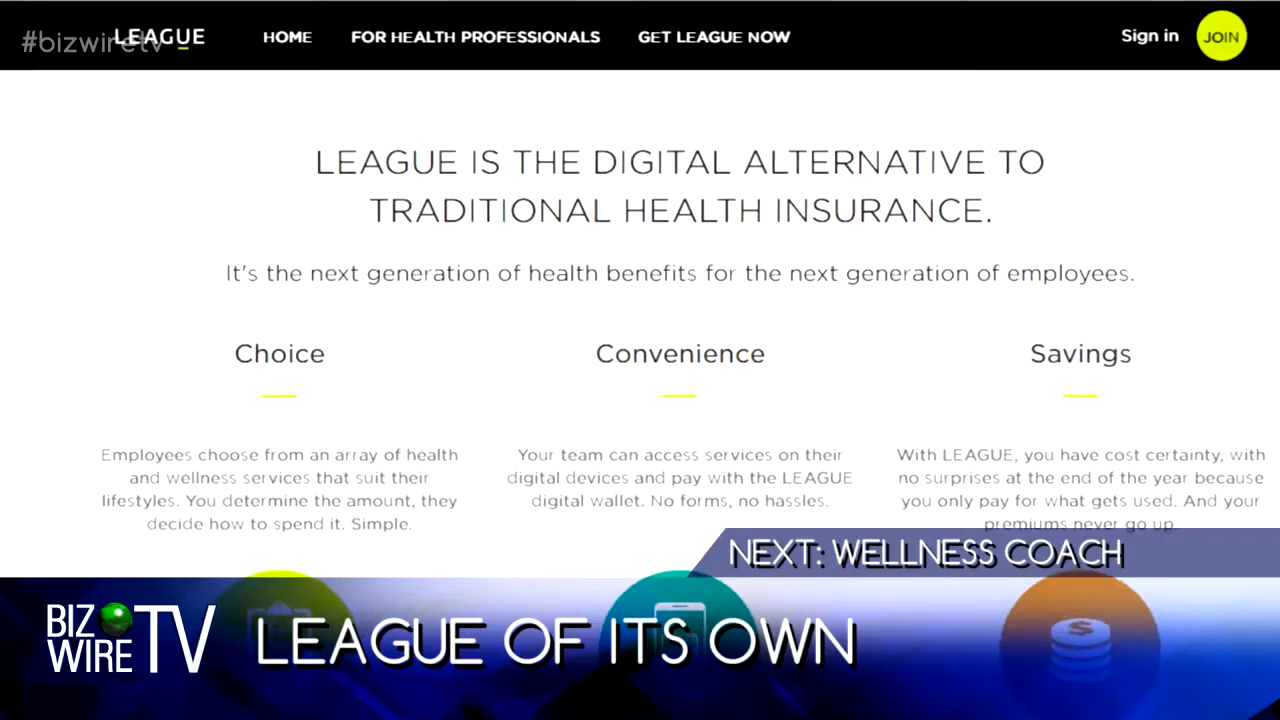 #bizwiretv
LEAGUE
HOME
FOR HEALTH PROFESSIONALS
GET LEAGUE NOW
Sign in
JOIN
LEAGUE IS THE DIGITAL ALTERNATIVE TO
TRADITIONAL HEALTH INSURANCE.
It's the next generation of health benefits for the next generation of employees.
Choice
Employees choose from an array of health
and wellness services that suit their
lifestyles. You determine the amount, they
decide how to spend it. Simple.
Convenience
Your team can access services on their
digital devices and pay with the LEAGUE
digital wallet. No forms, no hassles.
Savings
With LEAGUE, you have cost certainty, with
no surprises at the end of the year because
you only pay for what gets used. And your
premiums never go up.
NEXT: WELLNESS COACH
BIZ
WIRE TV
LEAGUE OF ITS OWN
$